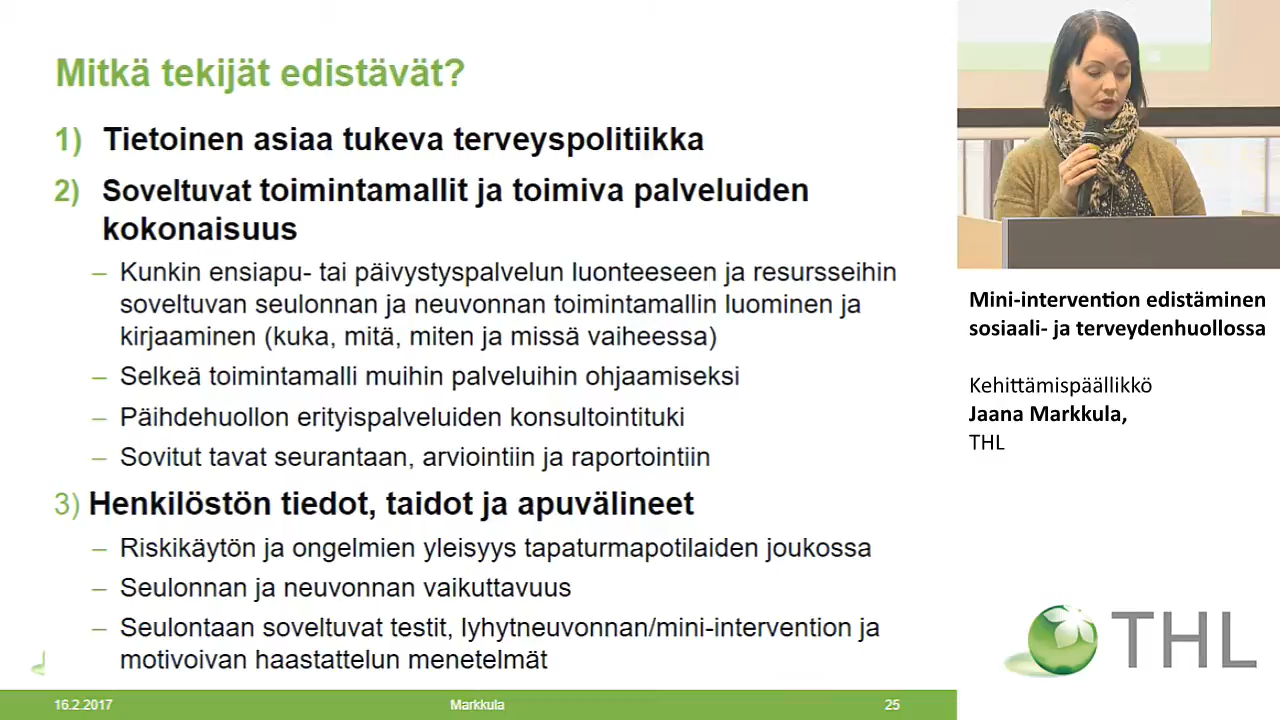 Mitkä tekijät edistävät?
1) Tietoinen asiaa tukeva terveyspolitiikka
2) Soveltuvat toimintamallit ja toimiva palveluiden
kokonaisuus
– Kunkin ensiapu- tai päivystyspalvelun luonteeseen ja resursseihin
soveltuvan seulonnan ja neuvonnan toimintamallin luominen ja
kirjaaminen (kuka, mitä, miten ja missä vaiheessa)
– Selkeä toimintamalli muihin palveluihin ohjaamiseksi
– Päihdehuollon erityispalveluiden konsultointituki
– Sovitut tavat seurantaan, arviointiin ja raportointiin
3) Henkilöstön tiedot, taidot ja apuvälineet
– Riskikäytön ja ongelmien yleisyys tapaturmapotilaiden joukossa
– Seulonnan ja neuvonnan vaikuttavuus
– Seulontaan soveltuvat testit, lyhytneuvonnan/mini-intervention ja
motivoivan haastattelun menetelmät
16.2.2017
Markkula
25
Mini-intervention edistäminen
sosiaali- ja terveydenhuollossa
Kehittämispäällikkö
Jaana Markkula,
THL
THL